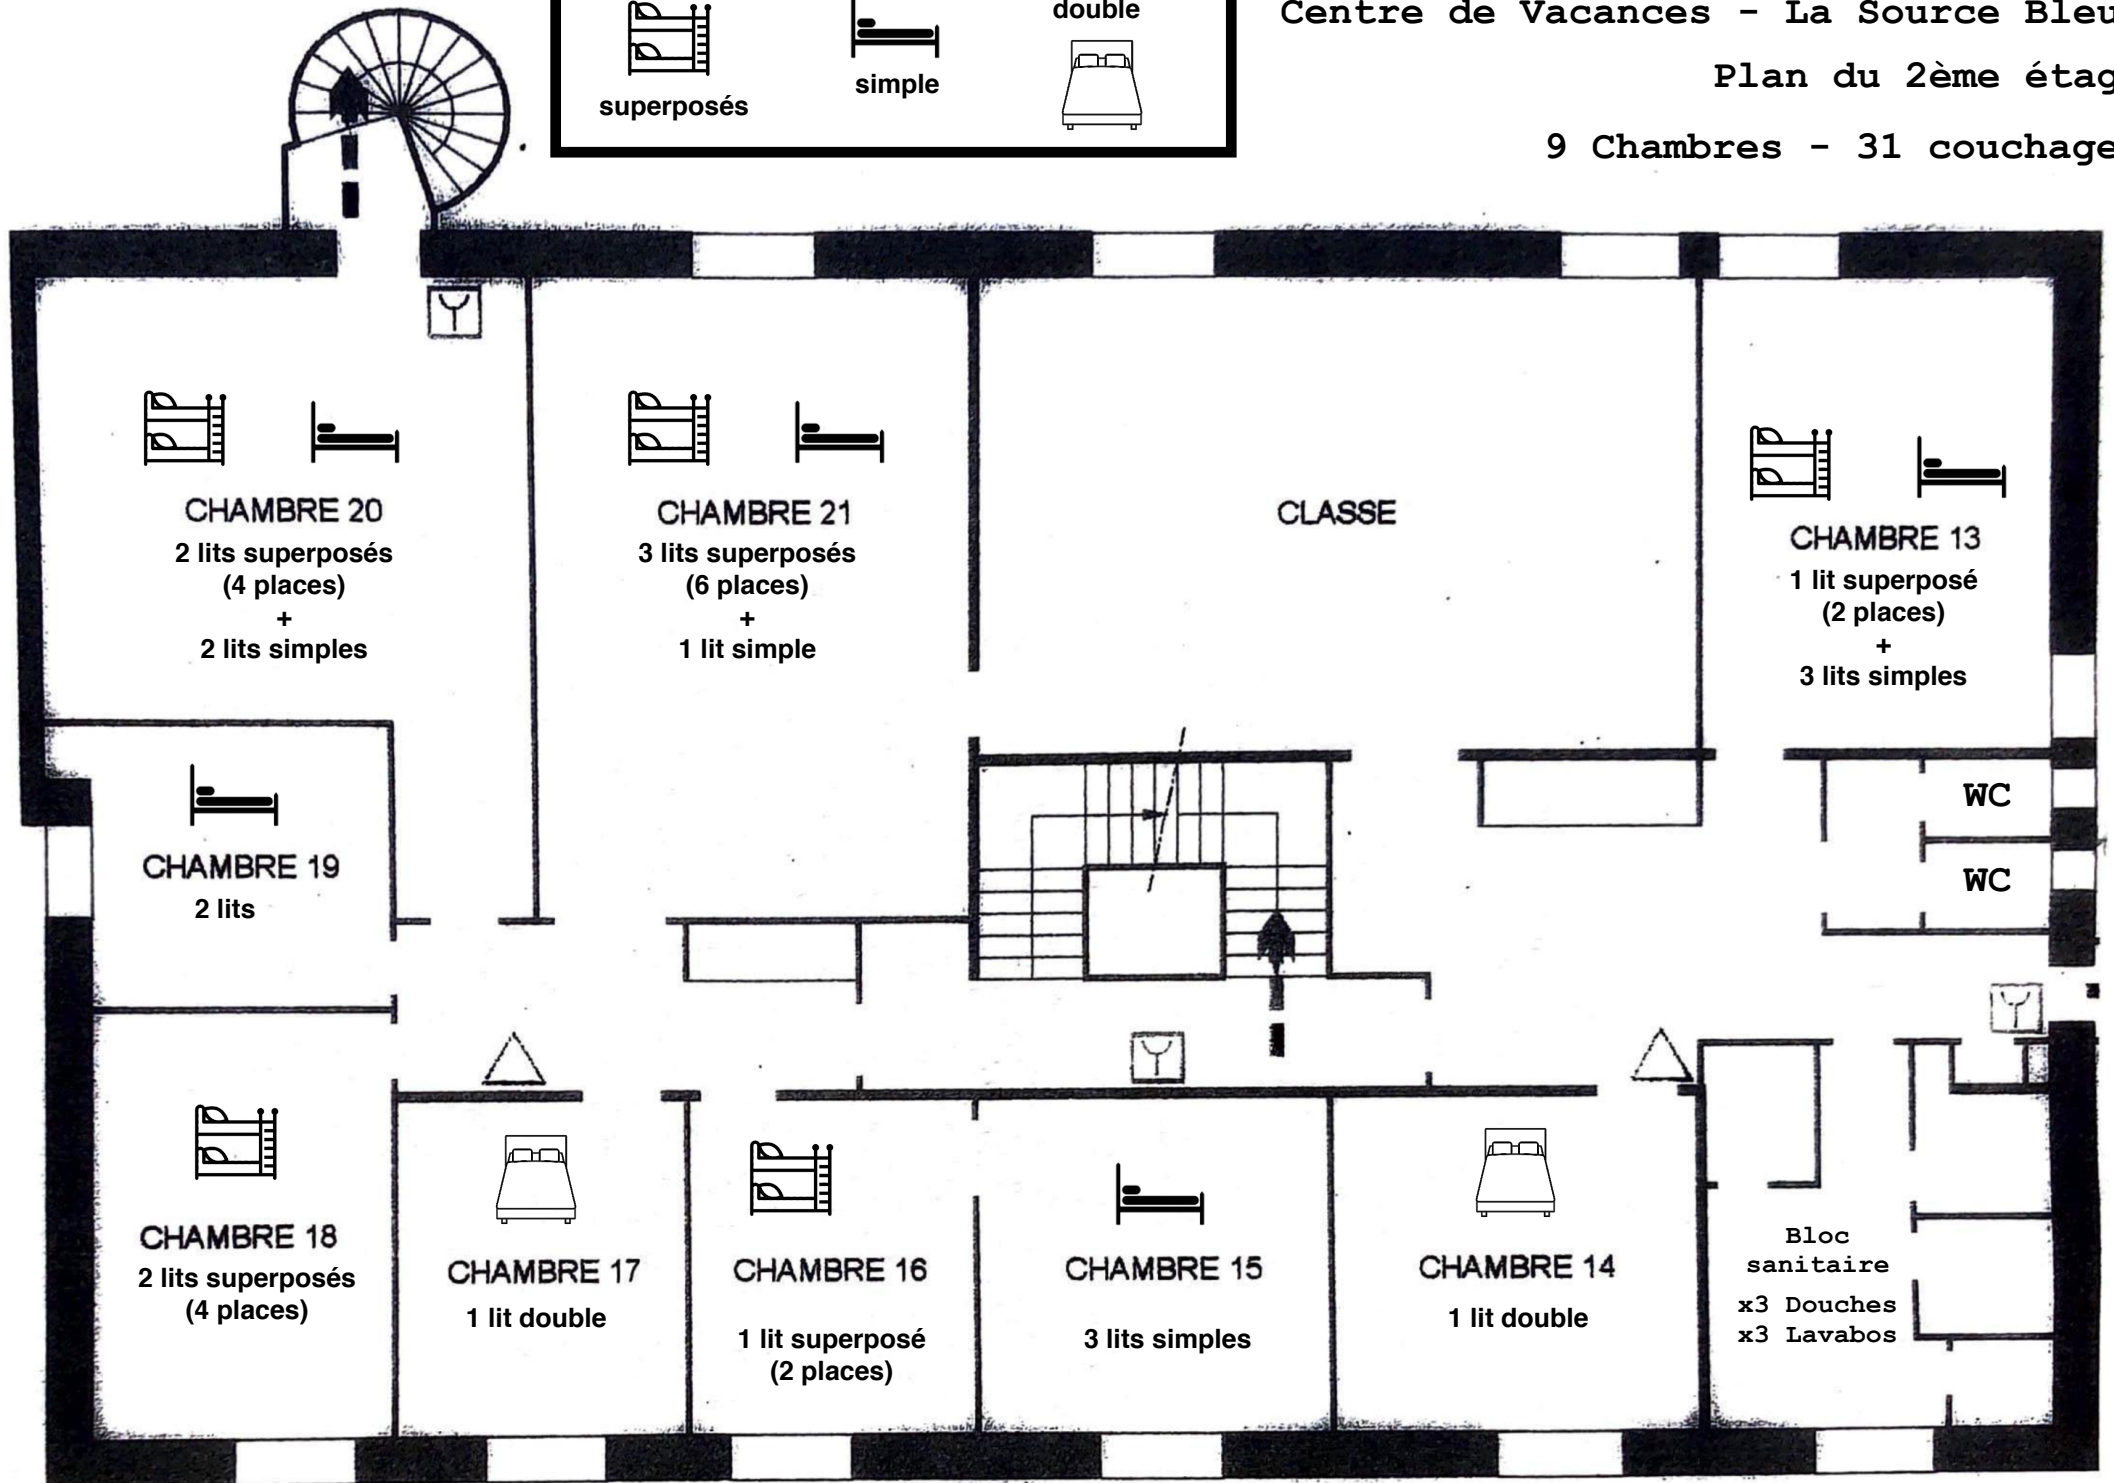 double
superposés
simple
Centre de Vacances - La Source Bleu
Plan du 2ème étag
9 Chambres - 31 couchage
CHAMBRE 20
2 lits superposés
(4 places)
+
2 lits simples
CHAMBRE 21
3 lits superposés
(6 places)
+
1 lit simple
CLASSE
CHAMBRE 13
1 lit superposé
(2 places)
+
3 lits simples
WC
WC
CHAMBRE 19
2 lits
CHAMBRE 18
2 lits superposés
(4 places)
CHAMBRE 17
1 lit double
CHAMBRE 16
1 lit superposé
(2 places)
CHAMBRE 15
3 lits simples
CHAMBRE 14
1 lit double
Bloc
sanitaire
x3 Douches
x3 Lavabos